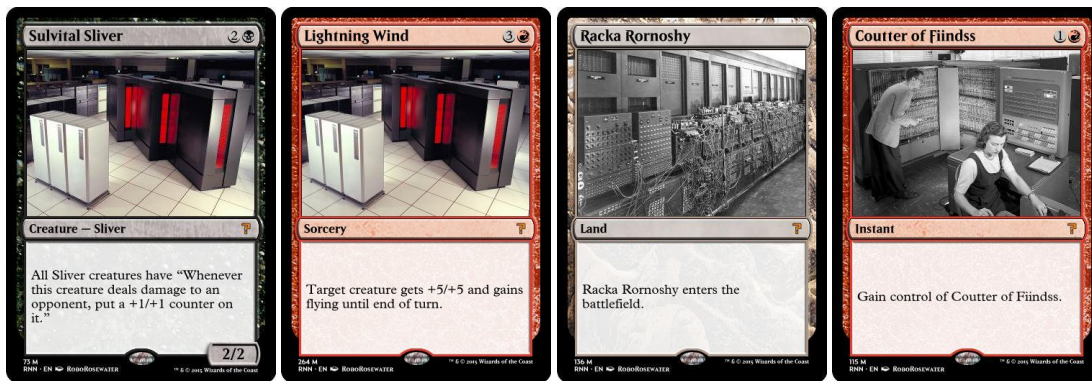 Sulvital Sliver 2
Creature — Sliver
All Sliver creatures have “Whenever
this creature deals damage to an
opponent, put a +1/+1 counter on
it.”
2/2
73 M
RNN · EN RoboRosewater
™ & © 2015 Wizards of the Coast
Lightning Wind 3
Sorcery
Target creature gets +5/+5 and gains
flying until end of turn.
264 M
RNN · EN RoboRosewater
™ & © 2015 Wizards of the Coast
Racka Rornoshy
Land
Racka Rornoshy enters the
battlefield.
136 M
RNN · EN RoboRosewater
™ & © 2015 Wizards of the Coast
Coutter of Fiindss 1
Instant
Gain control of Coutter of Fiindss.
115 M
RNN · EN RoboRosewater
™ & © 2015 Wizards of the Coast